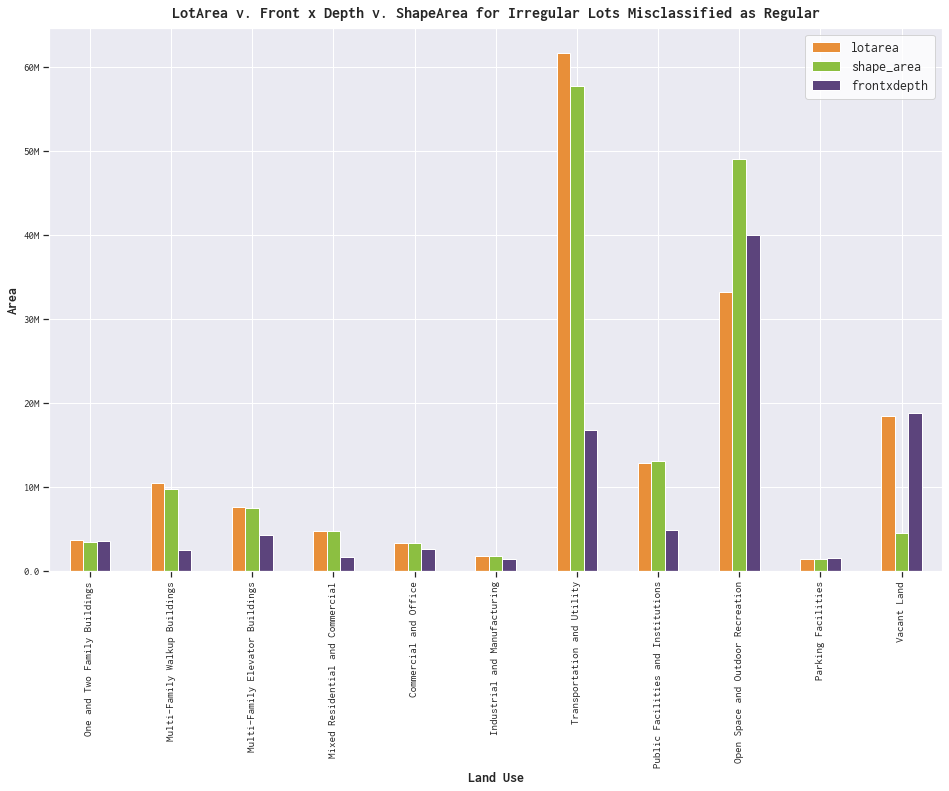 LotArea v. Front x Depth v. ShapeArea for Irregular Lots Misclassified as Regular
lotarea
shape_area
frontxdepth
60M
50M
40M
30M
20M
10M
0.0
Area
One and Two Family Buildings
Multi-Family Walkup Buildings
Multi-Family Elevator Buildings
Mixed Residential and Commercial
Commercial and Office
Industrial and Manufacturing
Transportation and Utility
Public Facilities and Institutions
Open Space and Outdoor Recreation
Parking Facilities
Vacant Land
Land Use